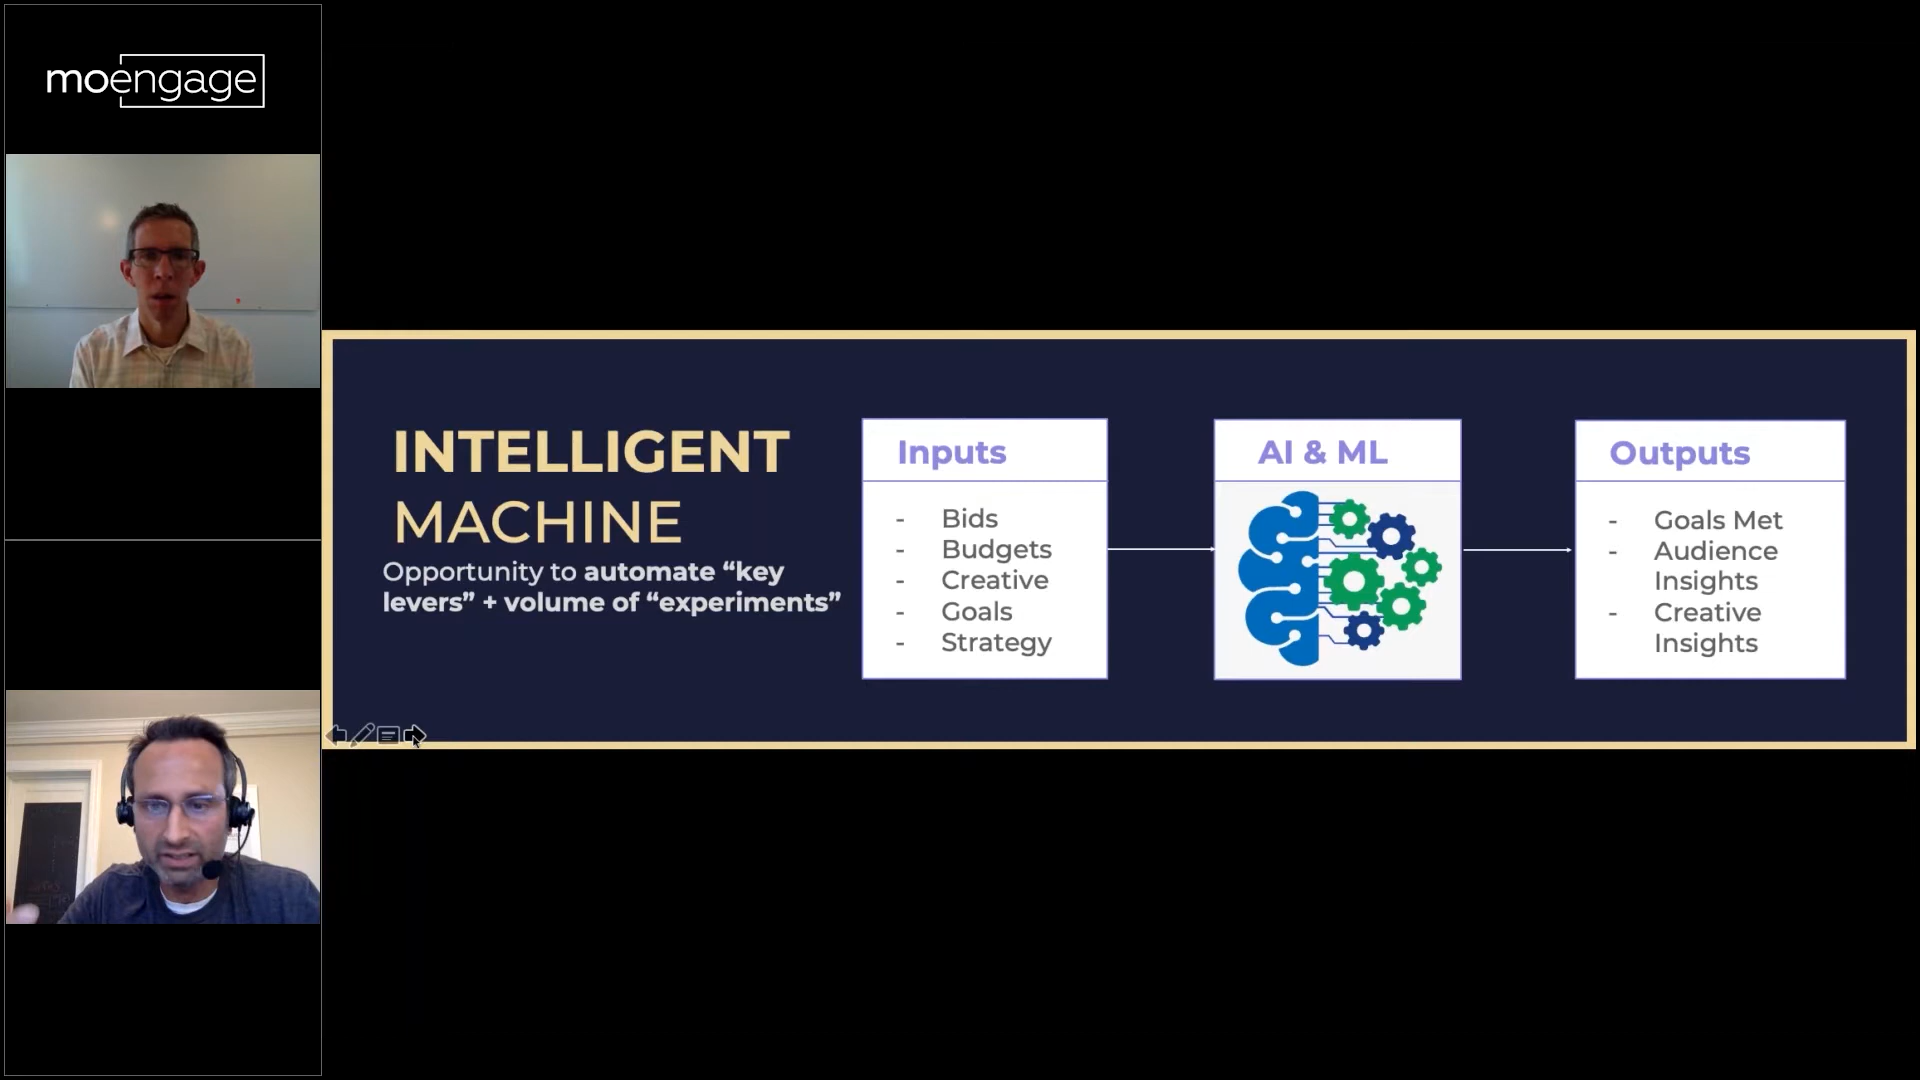 moengage
INTELLIGENT
MACHINE
Opportunity to automate “key
levers” + volume of “experiments”
Inputs
- Bids
- Budgets
- Creative
- Goals
- Strategy
AI & ML
Outputs
- Goals Met
- Audience
Insights
- Creative
Insights